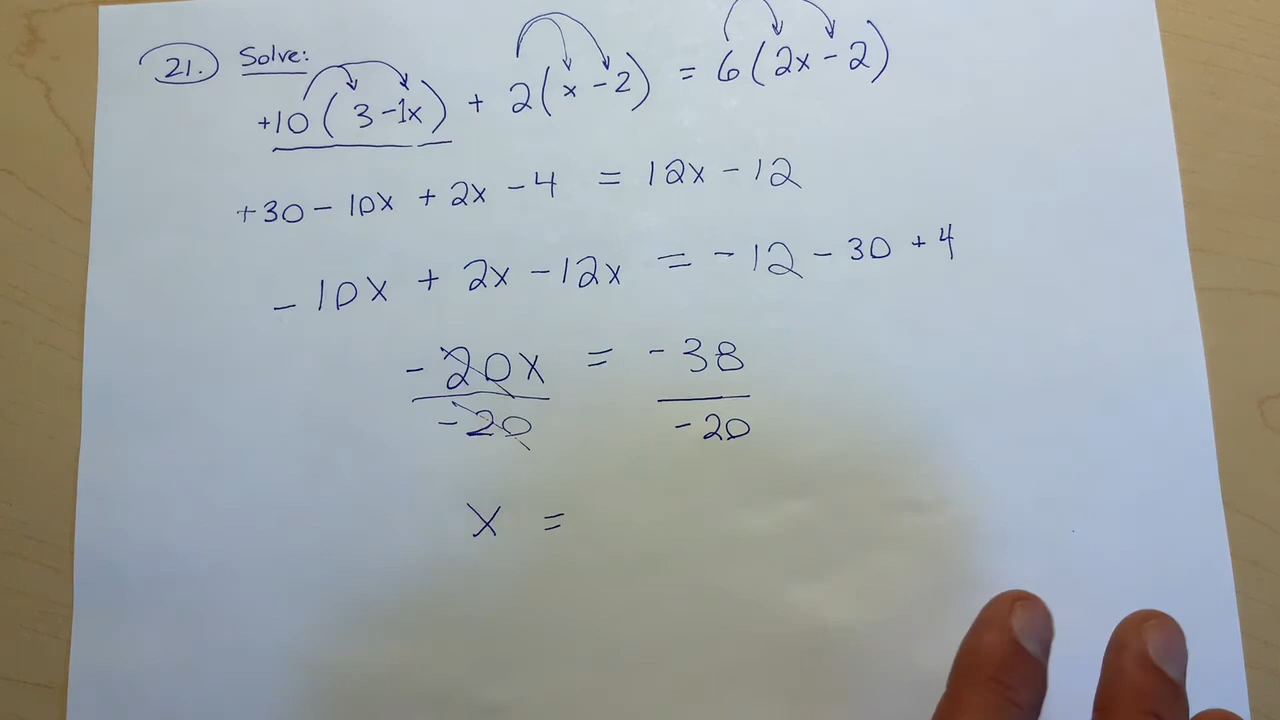 21. Solve:
+10 ( 3 - 1x ) + 2 ( x - 2 ) = 6 ( 2x - 2 )
+30 - 10x + 2x - 4 = 12x - 12
- 10x + 2x - 12x = - 12 - 30 + 4
- 20x = - 38
- 20 - 20
x =